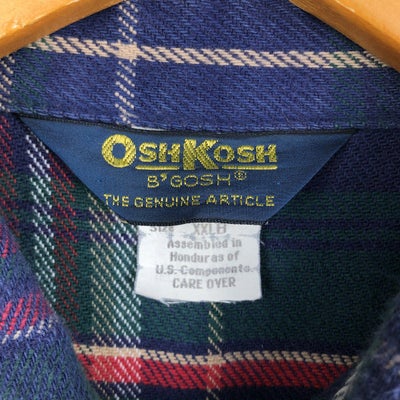 OSHKOSH
B'GOSH®
THE GENUINE ARTICLE
SIZE XXLH
Assembled in
Honduras of
U.S. Components
CARE OVER